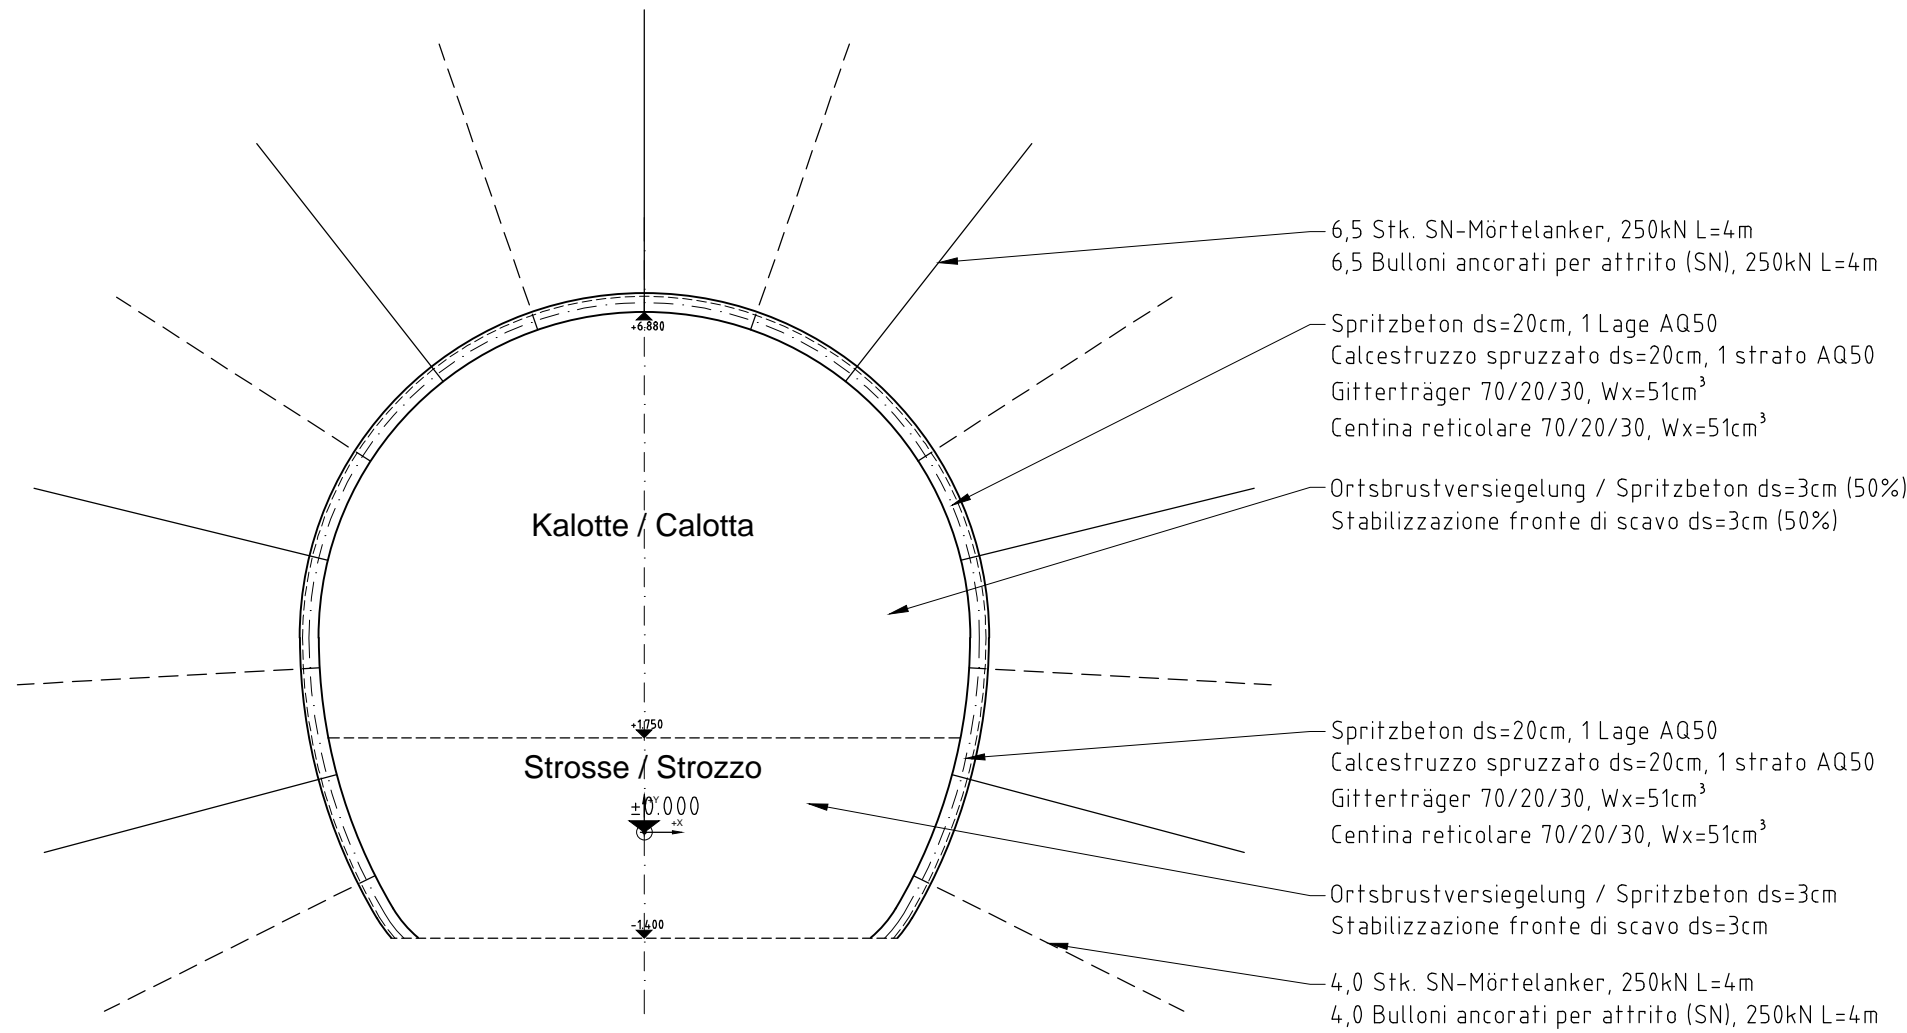 6,5 Stk. SN-Mörtelanker, 250kN L=4m
6,5 Bulloni ancorati per attrito (SN), 250kN L=4m
+6.880
Spritzbeton ds=20cm, 1 Lage AQ50
Calcestruzzo spruzzato ds=20cm, 1 strato AQ50
Gitterträger 70/20/30, Wx=51cm³
Centina reticolare 70/20/30, Wx=51cm³
Ortsbrustversiegelung / Spritzbeton ds=3cm (50%)
Stabilizzazione fronte di scavo ds=3cm (50%)
Kalotte / Calotta
+1.750
Spritzbeton ds=20cm, 1 Lage AQ50
Calcestruzzo spruzzato ds=20cm, 1 strato AQ50
Gitterträger 70/20/30, Wx=51cm³
Centina reticolare 70/20/30, Wx=51cm³
Strosse / Strozzo
+Y
±0.000
+X
Ortsbrustversiegelung / Spritzbeton ds=3cm
Stabilizzazione fronte di scavo ds=3cm
-1.400
4,0 Stk. SN-Mörtelanker, 250kN L=4m
4,0 Bulloni ancorati per attrito (SN), 250kN L=4m